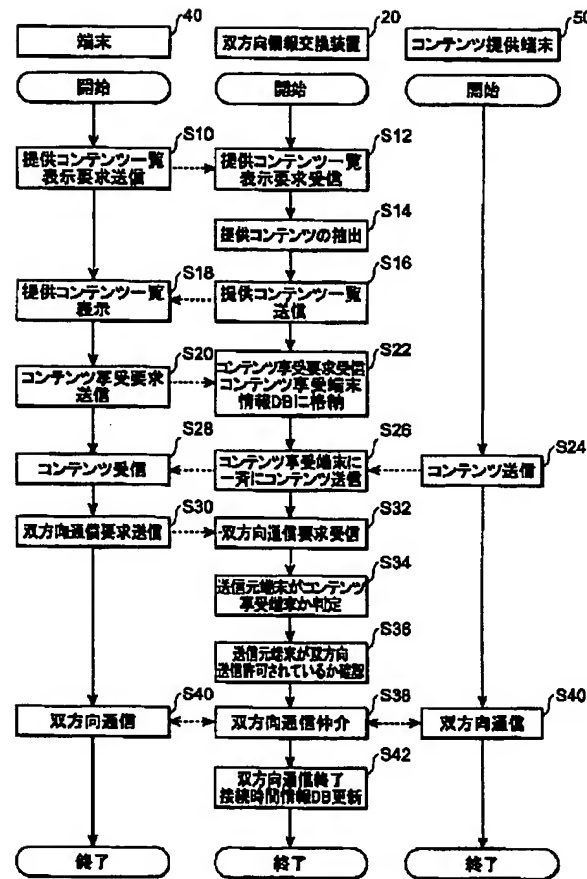 40
20
50
端末
双方向情報交換装置
コンテンツ提供端末
開始
開始
開始
S10
S12
提供コンテンツ一覧
表示要求送信
提供コンテンツ一覧
表示要求受信
S14
提供コンテンツの抽出
S18
S16
提供コンテンツ一覧
表示
提供コンテンツ一覧
送信
S20
S22
コンテンツ享受要求
送信
コンテンツ享受要求受信
コンテンツ享受端末
情報DBに格納
S28
S26
S24
コンテンツ受信
コンテンツ享受端末に
一斉にコンテンツ送信
コンテンツ送信
S30
S32
双方向通信要求送信
双方向通信要求受信
S34
送信元端末がコンテンツ
享受端末か判定
S36
送信元端末が双方向
送信許可されているか確認
S40
S38
S40
双方向通信
双方向通信仲介
双方向通信
S42
双方向通信終了
接続時間情報DB更新
終了
終了
終了